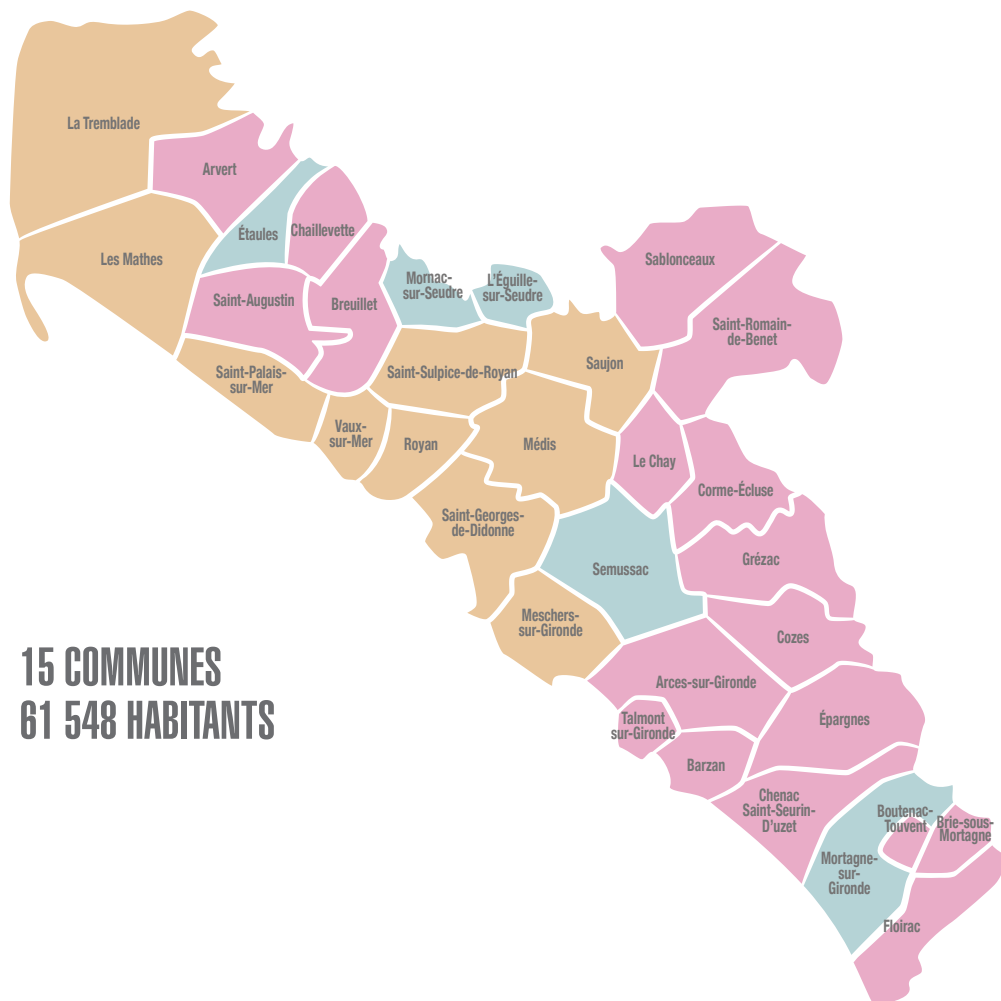 La Tremblade
Arvert
Étaules
Chaillevette
Les Mathes
Saint-Augustin
Breuillet
Mornac-
sur-Seudre
L'Éguille-
sur-Seudre
Sablonceaux
Saint-Romain-
de-Benet
Saint-Palais-
sur-Mer
Saint-Sulpice-de-Royan
Saujon
Vaux-
sur-Mer
Royan
Médis
Le Chay
Corme-Écluse
Saint-Georges-
de-Didonne
Semussac
Grézac
Meschers-
sur-Gironde
Cozes
15 COMMUNES
61 548 HABITANTS
Arces-sur-Gironde
Talmont
sur-Gironde
Épargnes
Barzan
Chenac
Saint-Seurin-
D'uzet
Boutenac-
Touvent
Brie-sous-
Mortagne
Mortagne-
sur-
Gironde
Floirac